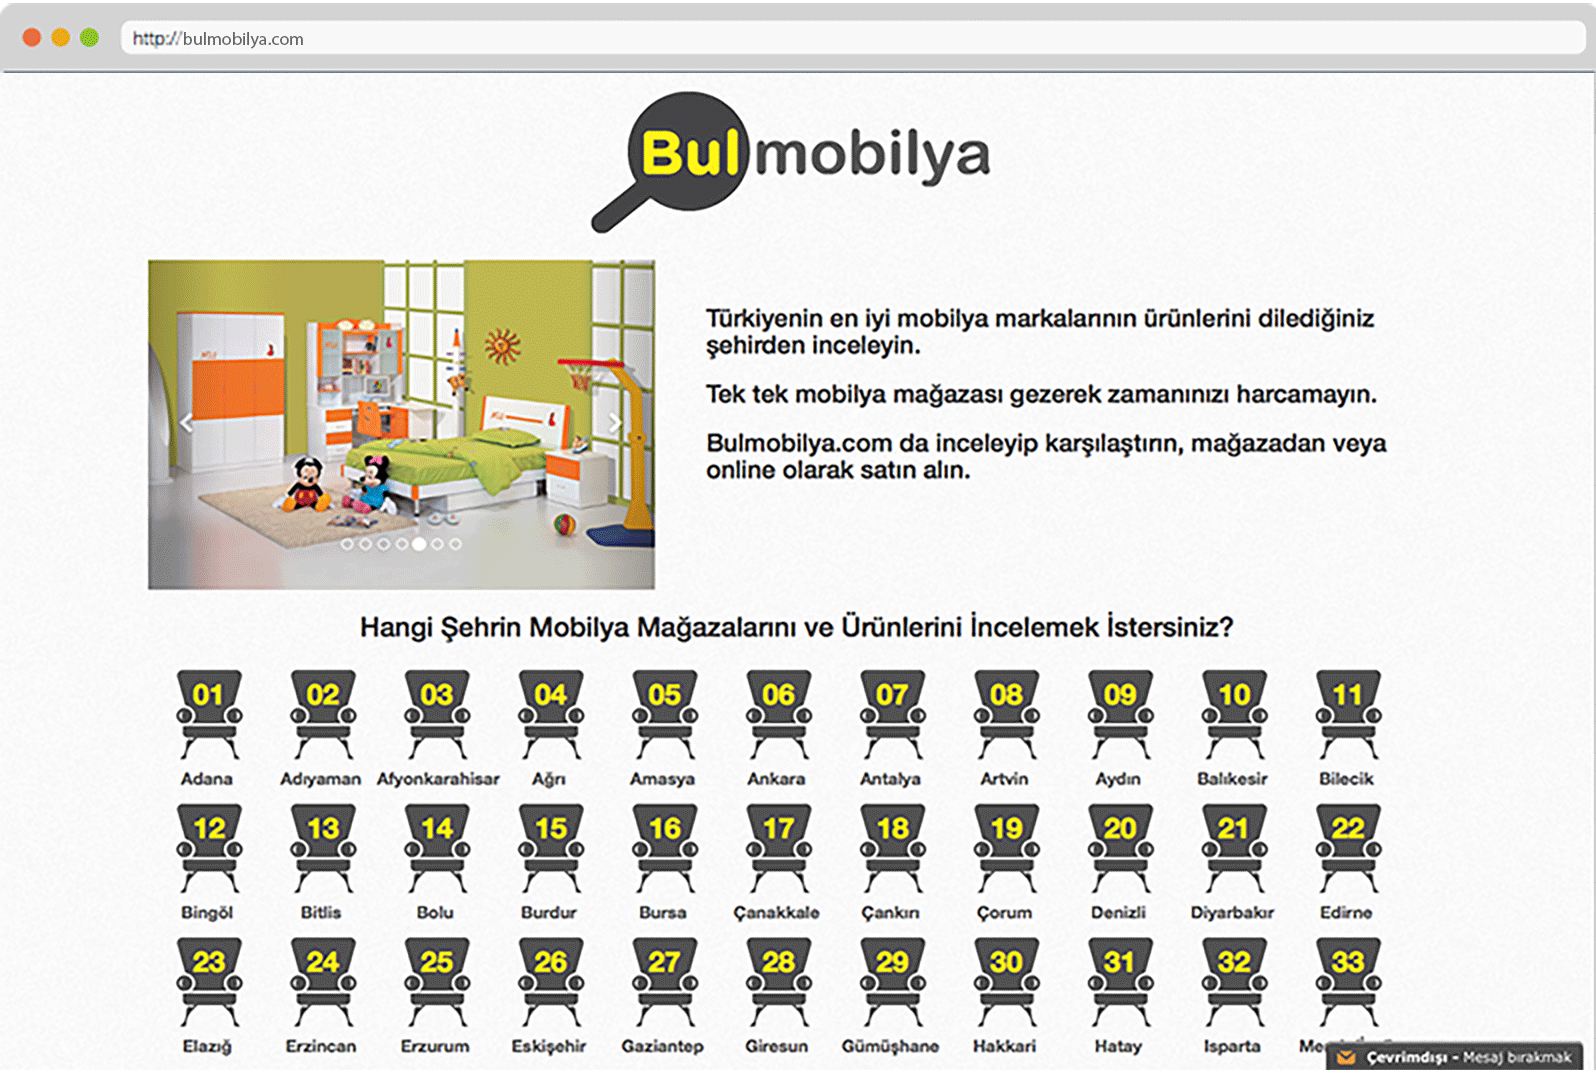 http://bulmobilya.com
Bulmobilya
Türkiyenin en iyi mobilya markalarının ürünlerini dilediğiniz
şehirden inceleyin.
Tek tek mobilya mağazası gezerek zamanınızı harcamayın.
Bulmobilya.com da inceleyip karşılaştırın, mağazadan veya
online olarak satın alın.
Hangi Şehrin Mobilya Mağazalarını ve Ürünlerini İncelemek İstersiniz?
01 02 03 04 05 06 07 08 09 10 11
Adana Adıyaman Afyonkarahisar Ağrı Amasya Ankara Antalya Artvin Aydın Balıkesir Bilecik
12 13 14 15 16 17 18 19 20 21 22
Bingöl Bitlis Bolu Burdur Bursa Çanakkale Çankırı Çorum Denizli Diyarbakır Edirne
23 24 25 26 27 28 29 30 31 32 33
Elazığ Erzincan Erzurum Eskişehir Gaziantep Giresun Gümüşhane Hakkari Hatay Isparta
Çevrimdışı - Mesaj bırakmak